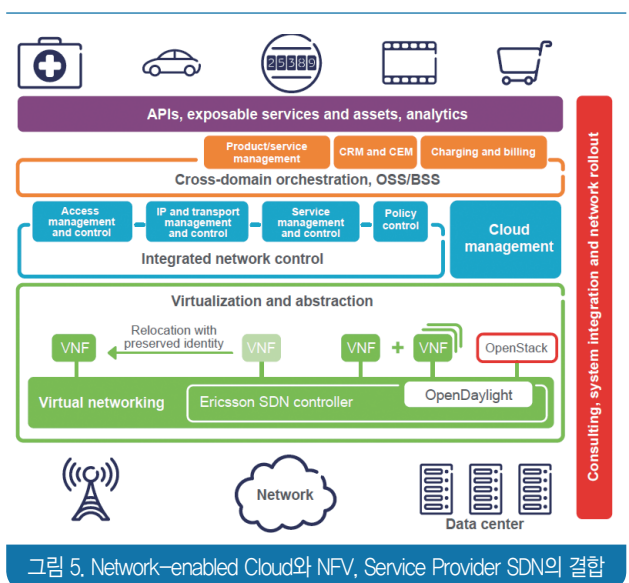 25389
APIs, exposable services and assets, analytics
Product/service
management
CRM and CEM
Charging and billing
Cross-domain orchestration, OSS/BSS
Access
management
and control
IP and transport
management
and control
Service
management
and control
Policy
control
Integrated network control
Cloud
management
Virtualization and abstraction
VNF
Relocation with
preserved identity
VNF
VNF
+
VNF
OpenStack
Virtual networking
Ericsson SDN controller
OpenDaylight
Network
Data center
Consulting, system integration and network rollout
그림 5. Network-enabled Cloud와 NFV, Service Provider SDN의 결합